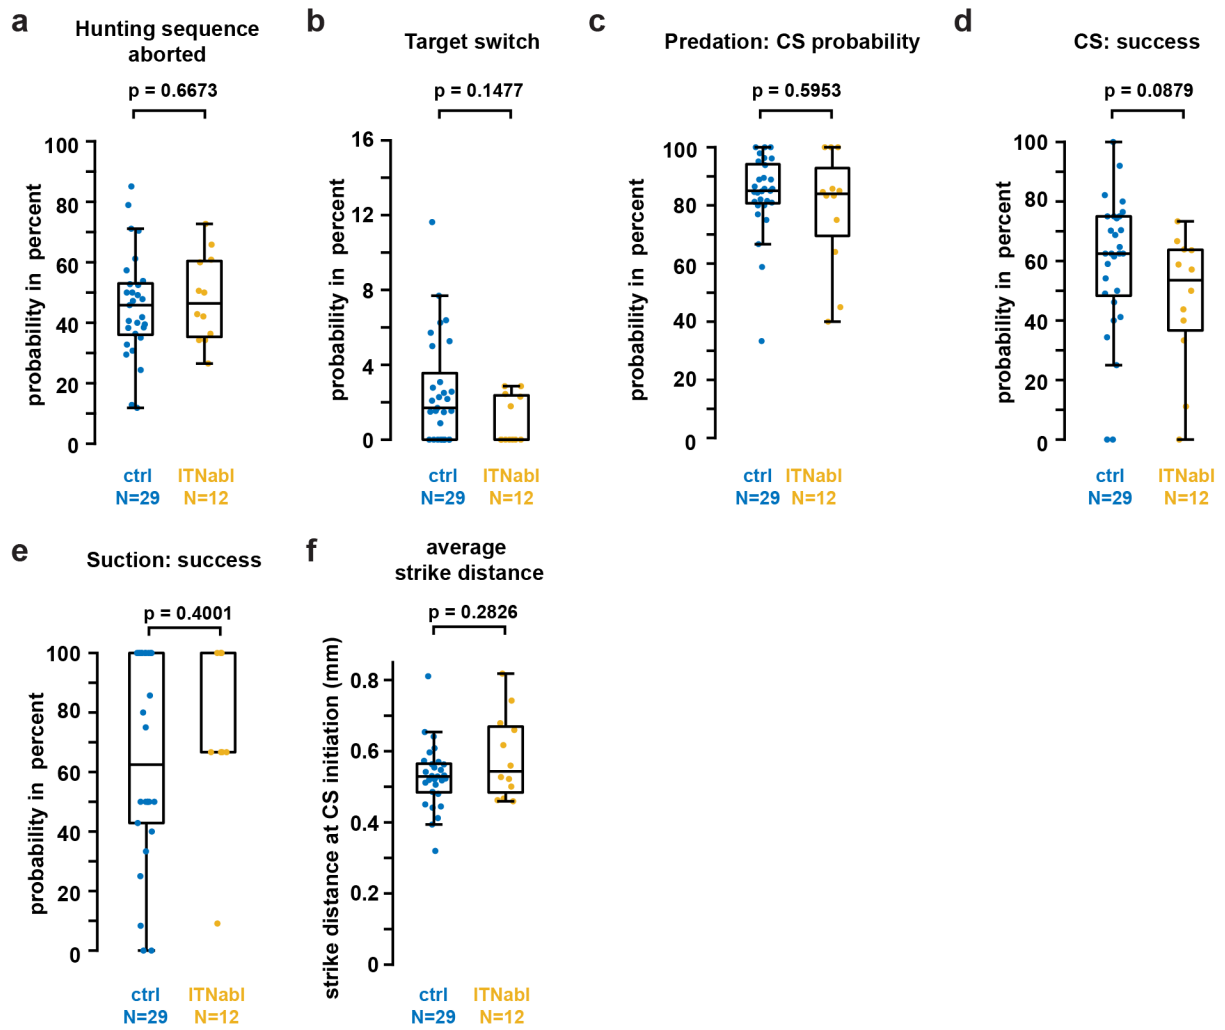 a
Hunting sequence
aborted
p = 0.6673
probability in percent
100
80
60
40
20
0
ctrl
N=29
ITNabl
N=12
b
Target switch
p = 0.1477
probability in percent
16
12
8
4
0
ctrl
N=29
ITNabl
N=12
c
Predation: CS probability
p = 0.5953
probability in percent
100
80
60
40
20
0
ctrl
N=29
ITNabl
N=12
d
CS: success
p = 0.0879
probability in percent
100
80
60
40
20
0
ctrl
N=29
ITNabl
N=12
e
Suction: success
p = 0.4001
probability in percent
100
80
60
40
20
0
ctrl
N=29
ITNabl
N=12
f
average
strike distance
p = 0.2826
strike distance at CS initiation (mm)
0.8
0.6
0.4
0.2
0
ctrl
N=29
ITNabl
N=12